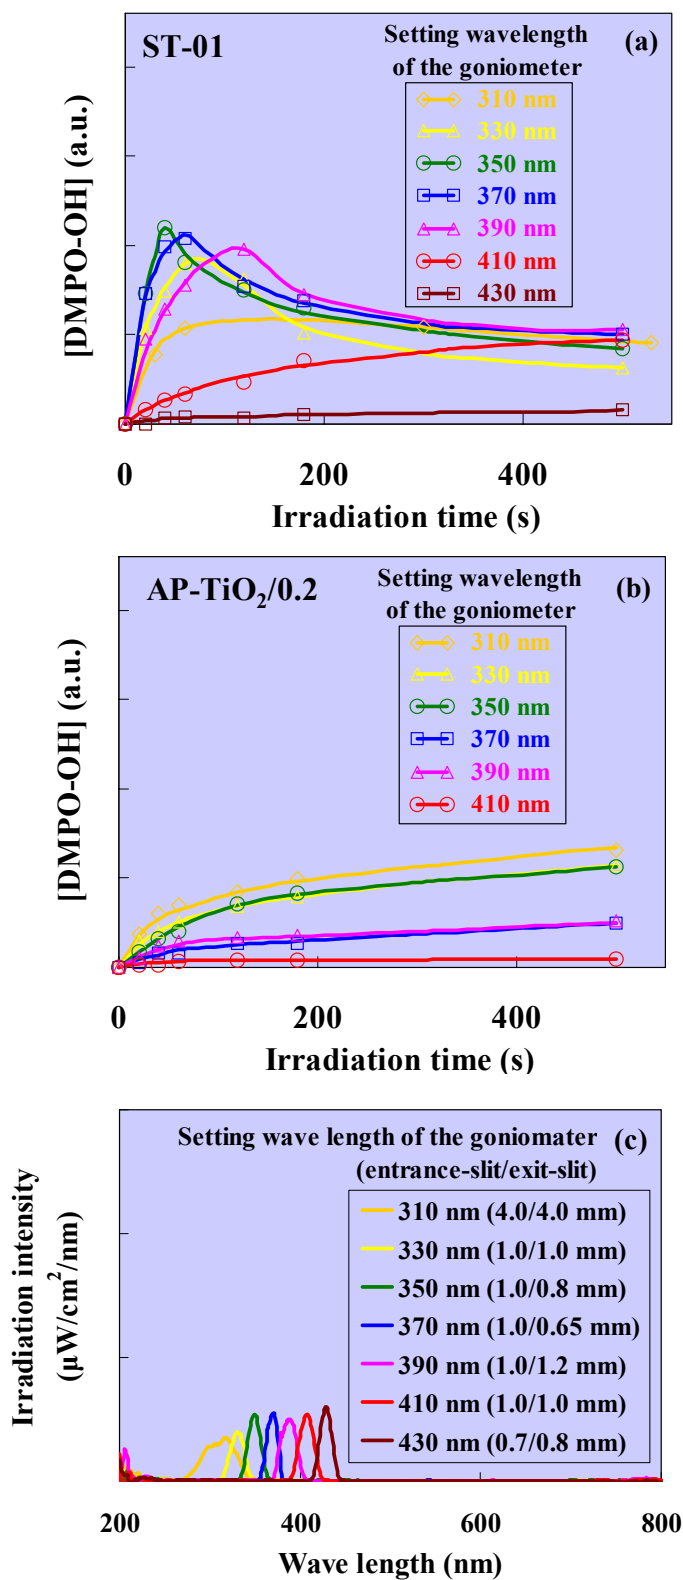 ST-01
Setting wavelength
of the goniometer
(a)
310 nm
330 nm
350 nm
370 nm
390 nm
410 nm
430 nm
[DMPO-OH] (a.u.)
0 200 400
Irradiation time (s)
AP-TiO₂/0.2
Setting wavelength
of the goniometer
(b)
310 nm
330 nm
350 nm
370 nm
390 nm
410 nm
[DMPO-OH] (a.u.)
0 200 400
Irradiation time (s)
Setting wave length of the goniomater (c)
(entrance-slit/exit-slit)
310 nm (4.0/4.0 mm)
330 nm (1.0/1.0 mm)
350 nm (1.0/0.8 mm)
370 nm (1.0/0.65 mm)
390 nm (1.0/1.2 mm)
410 nm (1.0/1.0 mm)
430 nm (0.7/0.8 mm)
Irradiation intensity
(μW/cm²/nm)
200 400 600 800
Wave length (nm)